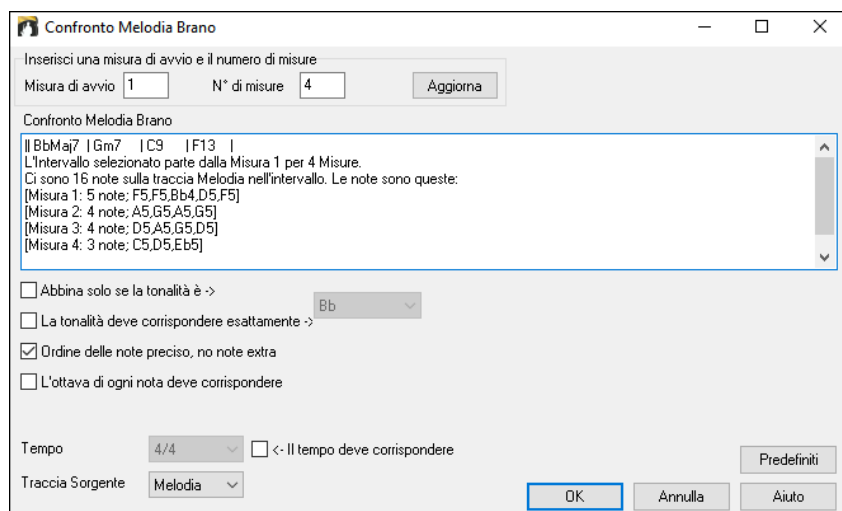 Confronto Melodia Brano
Inserisci una misura di avvio e il numero di misure
Misura di avvio 1 N° di misure 4 Aggiorna
Confronto Melodia Brano
|| BbMaj7 | Gm7 | C9 | F13 |
L'Intervallo selezionato parte dalla Misura 1 per 4 Misure.
Ci sono 16 note sulla traccia Melodia nell'intervallo. Le note sono queste:
[Misura 1: 5 note; F5,F5,Bb4,D5,F5]
[Misura 2: 4 note; A5,G5,A5,G5]
[Misura 3: 4 note; D5,A5,G5,D5]
[Misura 4: 3 note; C5,D5,Eb5]
Abbina solo se la tonalità è ->
Bb
La tonalità deve corrispondere esattamente ->
Ordine delle note preciso, no note extra
L'ottava di ogni nota deve corrispondere
Tempo 4/4 <- Il tempo deve corrispondere
Predefiniti
Traccia Sorgente Melodia
OK Annulla Aiuto